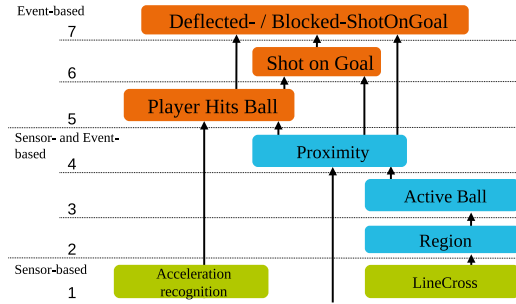 Event-based
7
Deflected- / Blocked-ShotOnGoal
Shot on Goal
6
Player Hits Ball
5
Sensor- and Event-
based
Proximity
4
Active Ball
3
Region
2
Sensor-based
Acceleration
recognition
LineCross
1